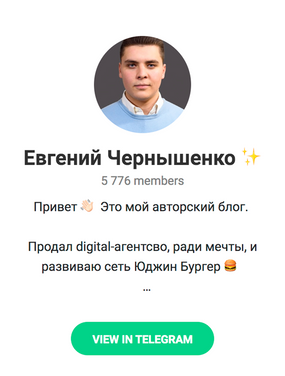 Евгений Чернышенко ✨
5 776 members
Привет 👋🏻 Это мой авторский блог.
Продал digital-агентсво, ради мечты, и
развиваю сеть Юджин Бургер 🍔
...
VIEW IN TELEGRAM